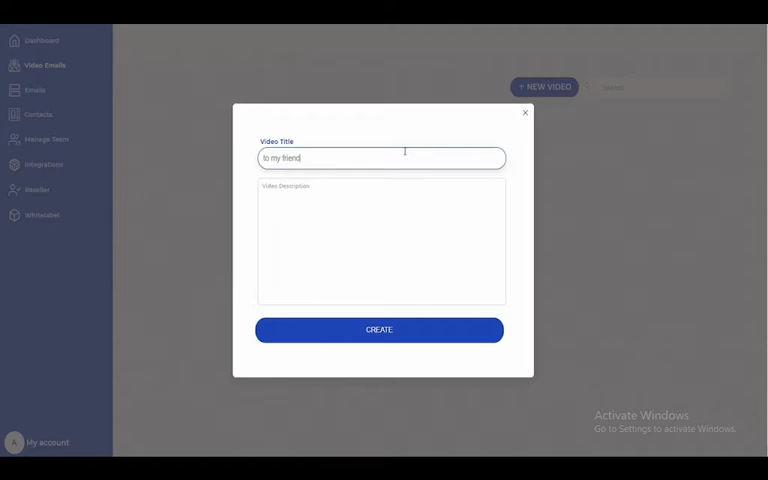 Dashboard
Video Emails
+ NEW VIDEO
Emails
Search
Contacts
Video Title
Manage Team
to my friend
Integrations
Video Description
Reseller
Whitelabel
CREATE
Activate Windows
Go to Settings to activate Windows.
A My account